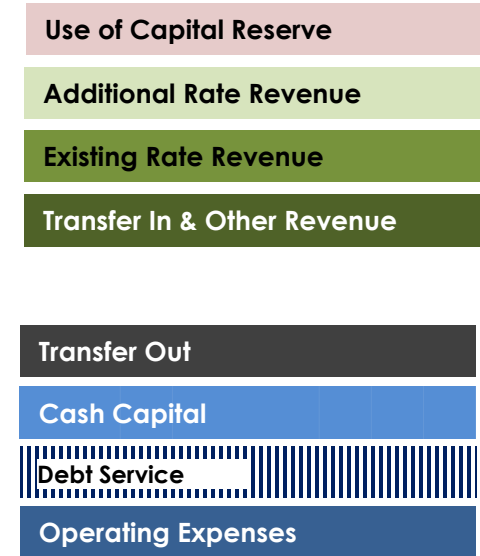 Use of Capital Reserve
Additional Rate Revenue
Existing Rate Revenue
Transfer In & Other Revenue
Transfer Out
Cash Capital
Debt Service
Operating Expenses